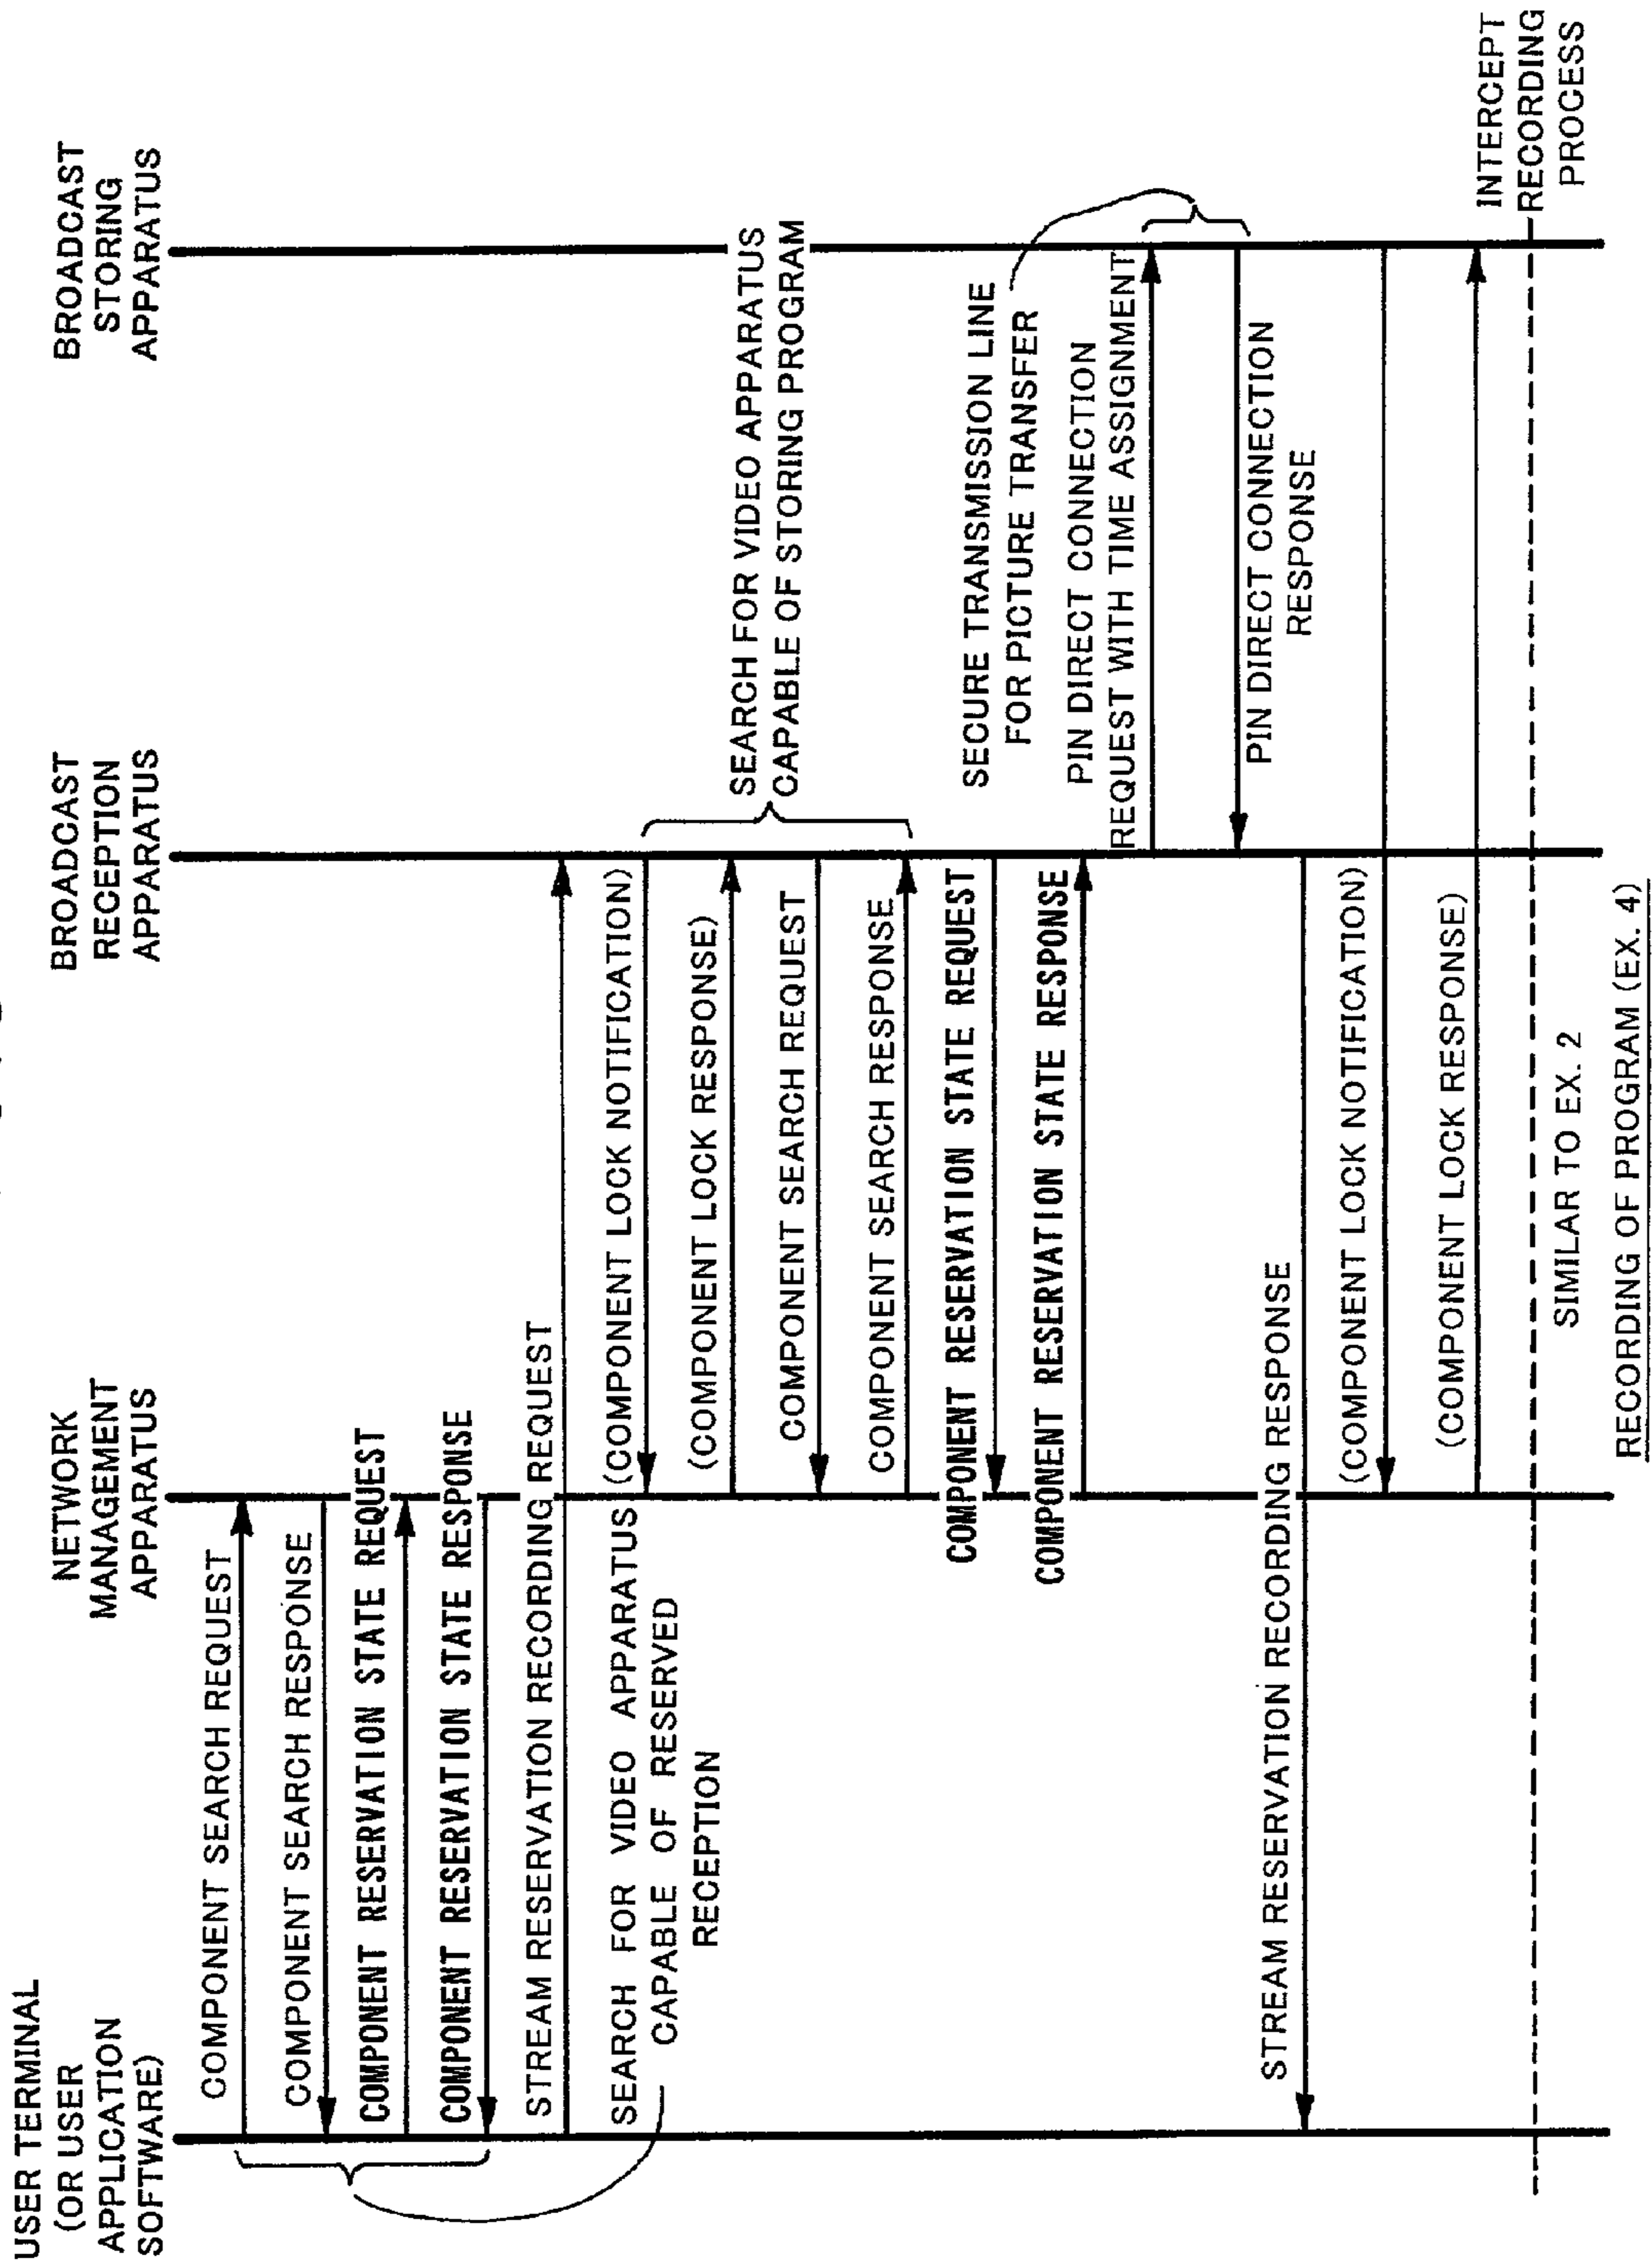 USER TERMINAL
(OR USER
APPLICATION
SOFTWARE)
NETWORK
MANAGEMENT
APPARATUS
BROADCAST
RECEPTION
APPARATUS
BROADCAST
STORING
APPARATUS
COMPONENT SEARCH REQUEST
COMPONENT SEARCH RESPONSE
COMPONENT RESERVATION STATE REQUEST
COMPONENT RESERVATION STATE RESPONSE
STREAM RESERVATION RECORDING REQUEST
SEARCH FOR VIDEO APPARATUS
CAPABLE OF RESERVED
RECEPTION
(COMPONENT LOCK NOTIFICATION)
(COMPONENT LOCK RESPONSE)
COMPONENT SEARCH REQUEST
COMPONENT SEARCH RESPONSE
SEARCH FOR VIDEO APPARATUS
CAPABLE OF STORING PROGRAM
COMPONENT RESERVATION STATE REQUEST
COMPONENT RESERVATION STATE RESPONSE
SECURE TRANSMISSION LINE
FOR PICTURE TRANSFER
PIN DIRECT CONNECTION
REQUEST WITH TIME ASSIGNMENT
PIN DIRECT CONNECTION
RESPONSE
STREAM RESERVATION RECORDING RESPONSE
(COMPONENT LOCK NOTIFICATION)
(COMPONENT LOCK RESPONSE)
INTERCEPT
RECORDING
PROCESS
SIMILAR TO EX. 2
RECORDING OF PROGRAM (EX. 4)